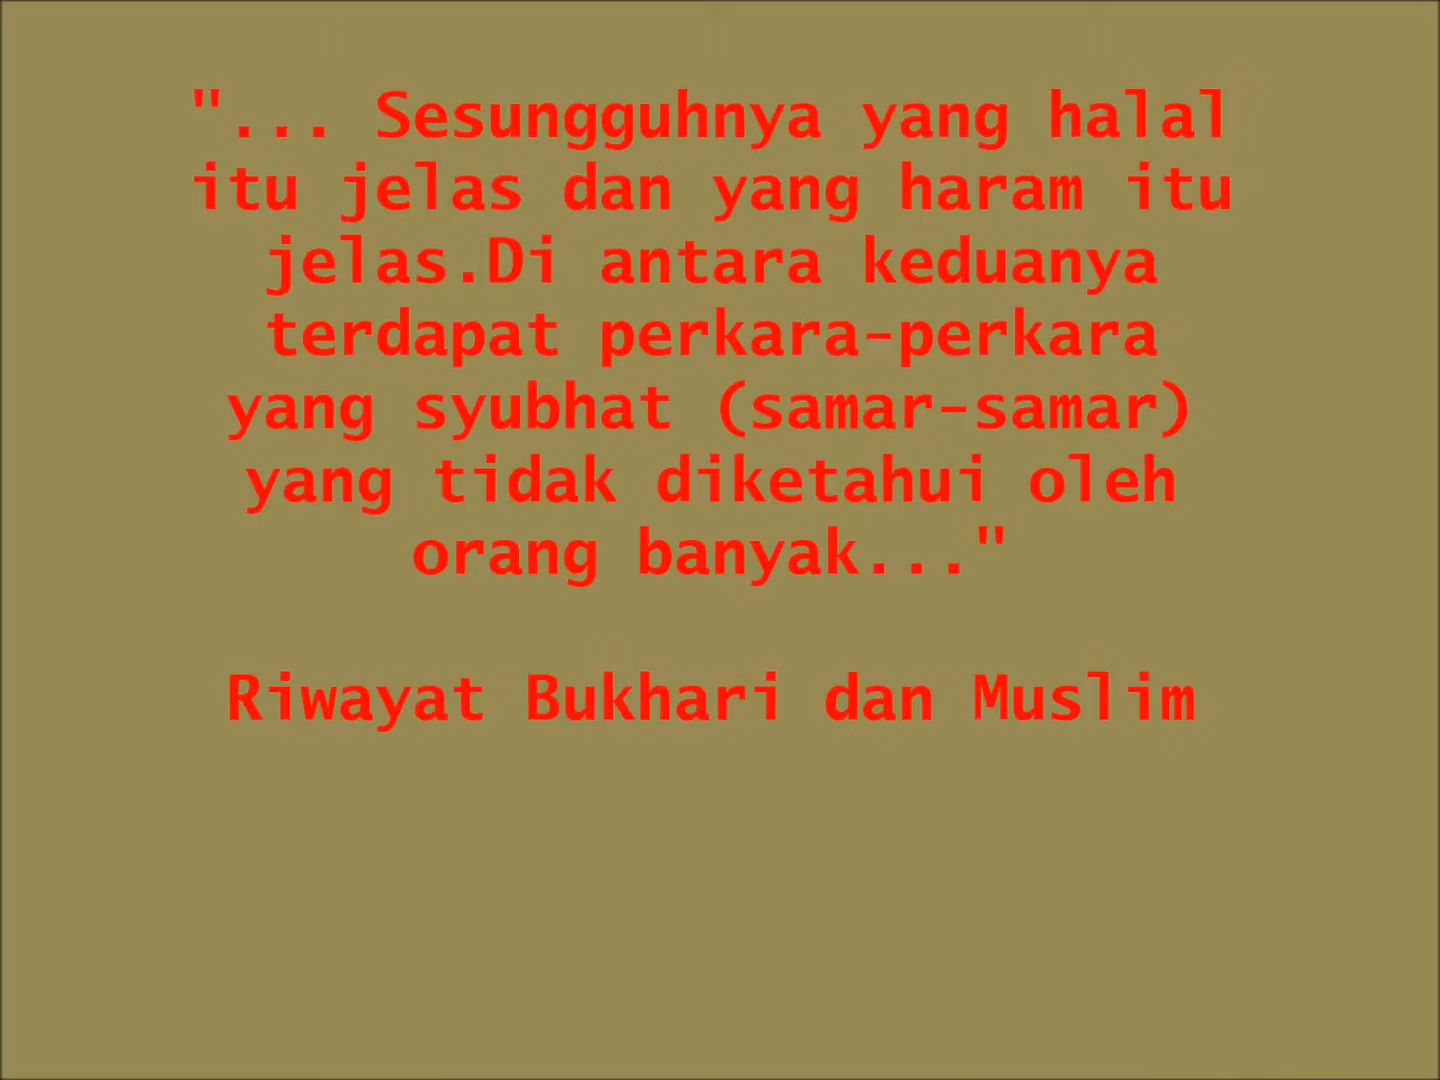 "... Sesungguhnya yang halal
itu jelas dan yang haram itu
jelas.Di antara keduanya
terdapat perkara-perkara
yang syubhat (samar-samar)
yang tidak diketahui oleh
orang banyak..."
Riwayat Bukhari dan Muslim